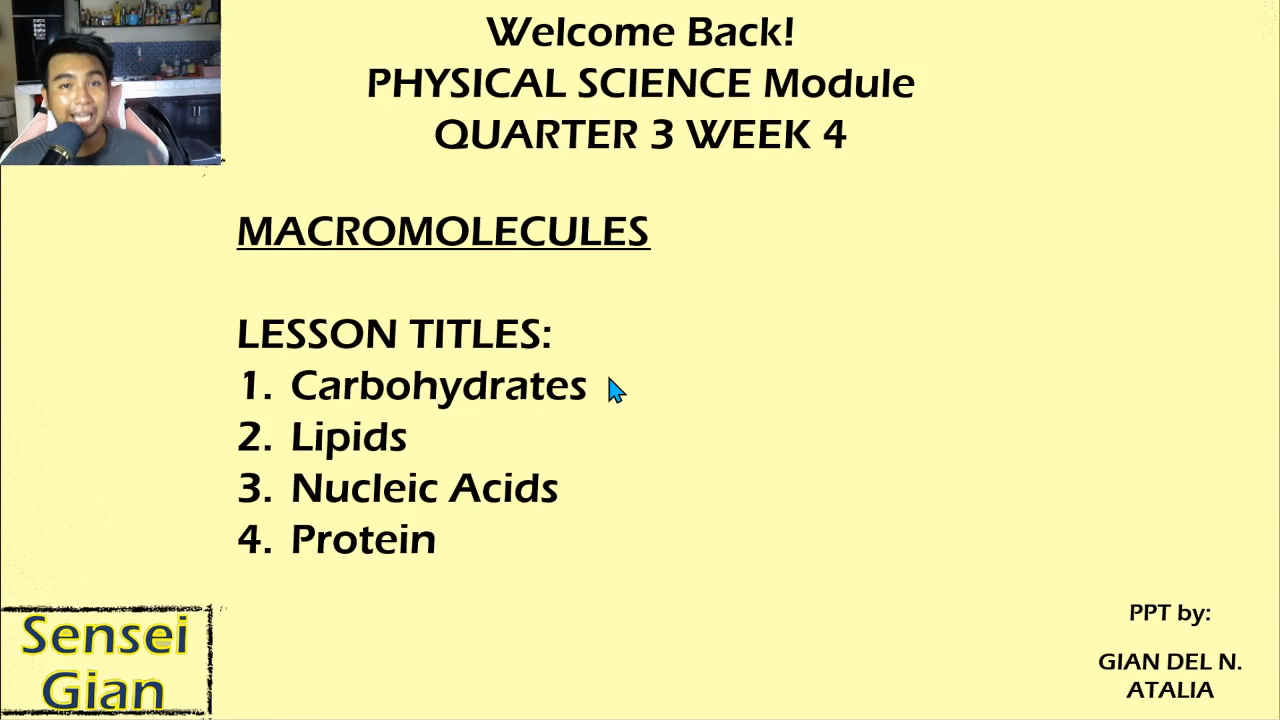 Welcome Back!
PHYSICAL SCIENCE Module
QUARTER 3 WEEK 4
MACROMOLECULES
LESSON TITLES:
1. Carbohydrates
2. Lipids
3. Nucleic Acids
4. Protein
Sensei
Gian
PPT by:
GIAN DEL N.
ATALIA